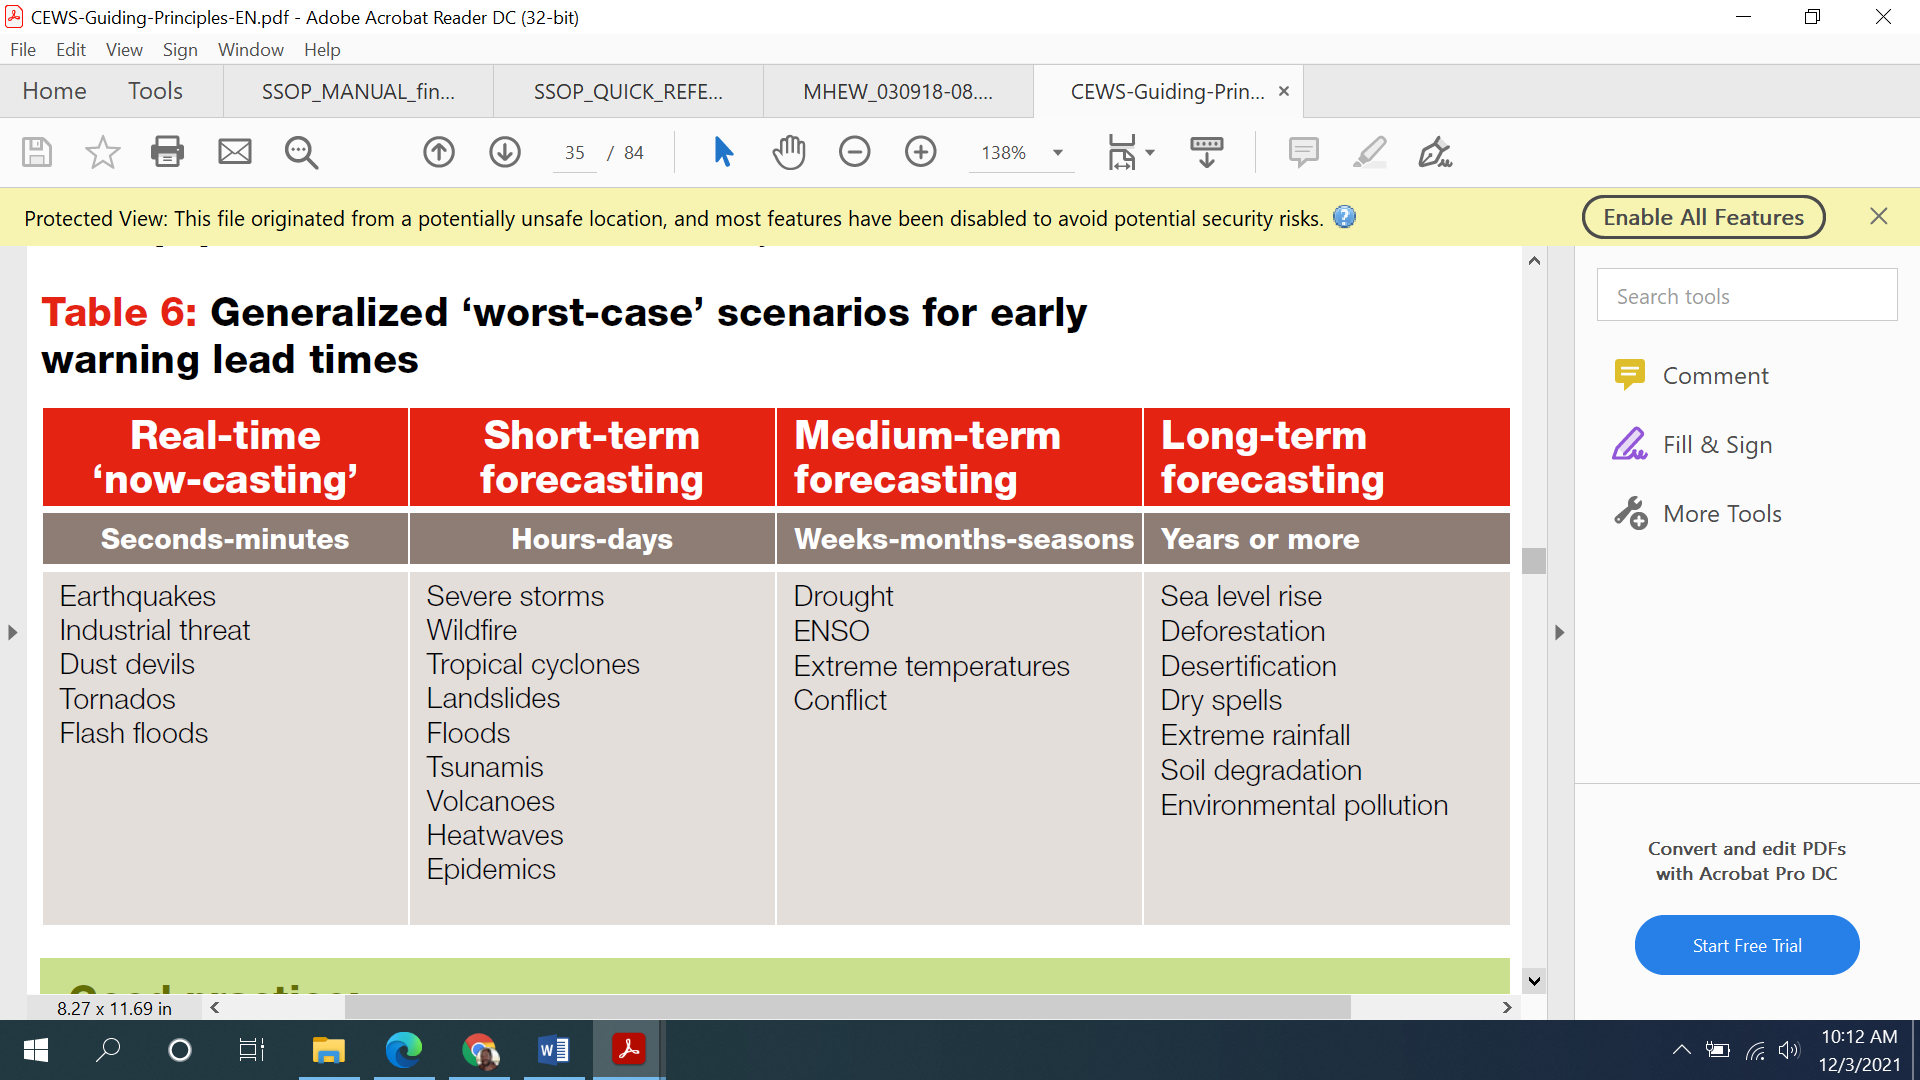 CEWS-Guiding-Principles-EN.pdf - Adobe Acrobat Reader DC (32-bit)
File Edit View Sign Window Help
Home Tools SSOP_MANUAL_fin... SSOP_QUICK_REFE... MHEW_030918-08.... CEWS-Guiding-Prin... ×
35 / 84 138%
Protected View: This file originated from a potentially unsafe location, and most features have been disabled to avoid potential security risks. Enable All Features
Table 6: Generalized ‘worst-case’ scenarios for early
warning lead times
Real-time
‘now-casting’
Seconds-minutes
Earthquakes
Industrial threat
Dust devils
Tornados
Flash floods
Short-term
forecasting
Hours-days
Severe storms
Wildfire
Tropical cyclones
Landslides
Floods
Tsunamis
Volcanoes
Heatwaves
Epidemics
Medium-term
forecasting
Weeks-months-seasons
Drought
ENSO
Extreme temperatures
Conflict
Long-term
forecasting
Years or more
Sea level rise
Deforestation
Desertification
Dry spells
Extreme rainfall
Soil degradation
Environmental pollution
Good practice:
8.27 x 11.69 in
Search tools
Comment
Fill & Sign
More Tools
Convert and edit PDFs
with Acrobat Pro DC
Start Free Trial
10:12 AM
12/3/2021